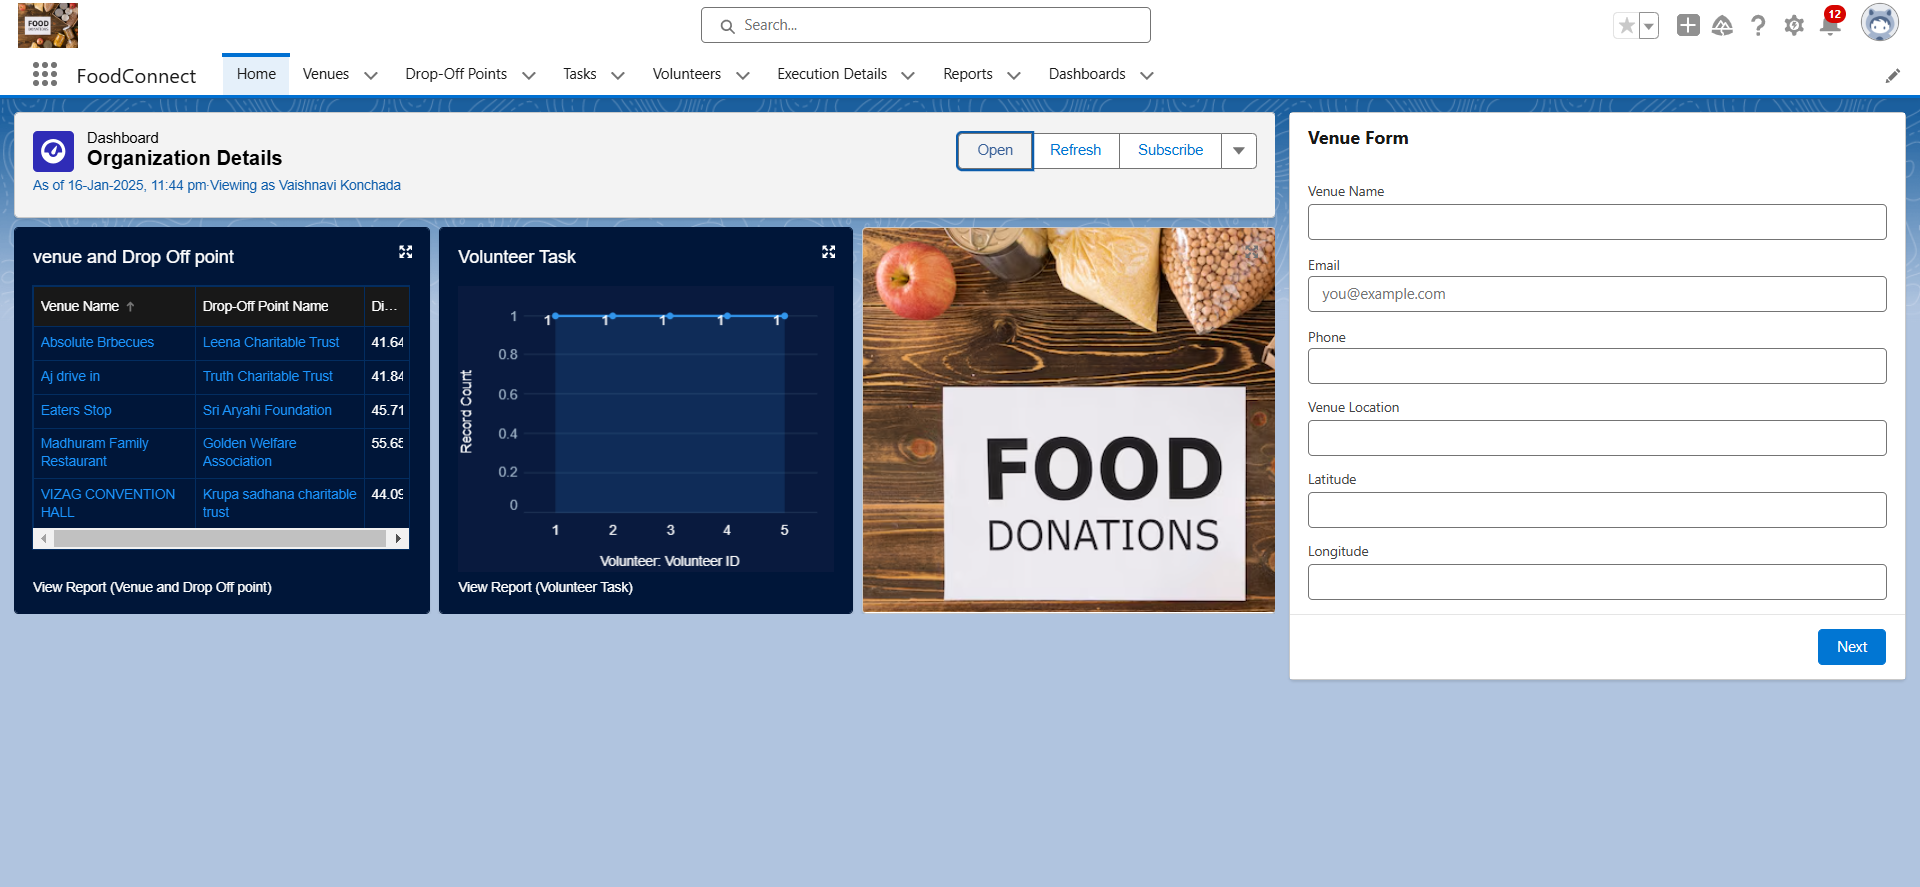 FOOD
DONATIONS
Search...
12
FoodConnect
Home
Venues
Drop-Off Points
Tasks
Volunteers
Execution Details
Reports
Dashboards
Dashboard
Organization Details
As of 16-Jan-2025, 11:44 pm·Viewing as Vaishnavi Konchada
Open
Refresh
Subscribe
venue and Drop Off point
Venue Name Drop-Off Point Name Di...
Absolute Brbecues Leena Charitable Trust 41.64
Aj drive in Truth Charitable Trust 41.84
Eaters Stop Sri Aryahi Foundation 45.71
Madhuram Family Golden Welfare 55.65
Restaurant Association
VIZAG CONVENTION Krupa sadhana charitable 44.09
HALL trust
View Report (Venue and Drop Off point)
Volunteer Task
Record Count
1
0.8
0.6
0.4
0.2
0
1 1 1 1 1
1 2 3 4 5
Volunteer: Volunteer ID
View Report (Volunteer Task)
FOOD
DONATIONS
Venue Form
Venue Name
Email
you@example.com
Phone
Venue Location
Latitude
Longitude
Next